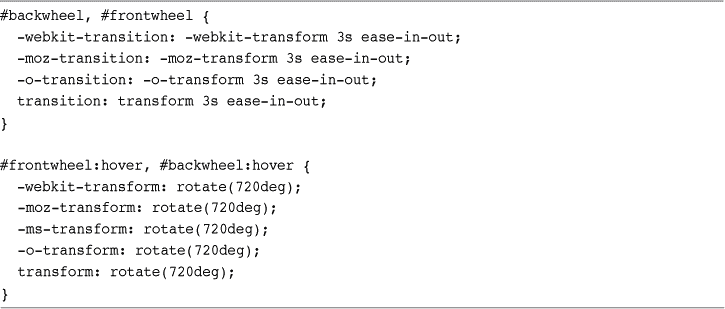 #backwheel, #frontwheel {
  -webkit-transition: -webkit-transform 3s ease-in-out;
  -moz-transition: -moz-transform 3s ease-in-out;
  -o-transition: -o-transform 3s ease-in-out;
  transition: transform 3s ease-in-out;
}

#frontwheel:hover, #backwheel:hover {
  -webkit-transform: rotate(720deg);
  -moz-transform: rotate(720deg);
  -ms-transform: rotate(720deg);
  -o-transform: rotate(720deg);
  transform: rotate(720deg);
}